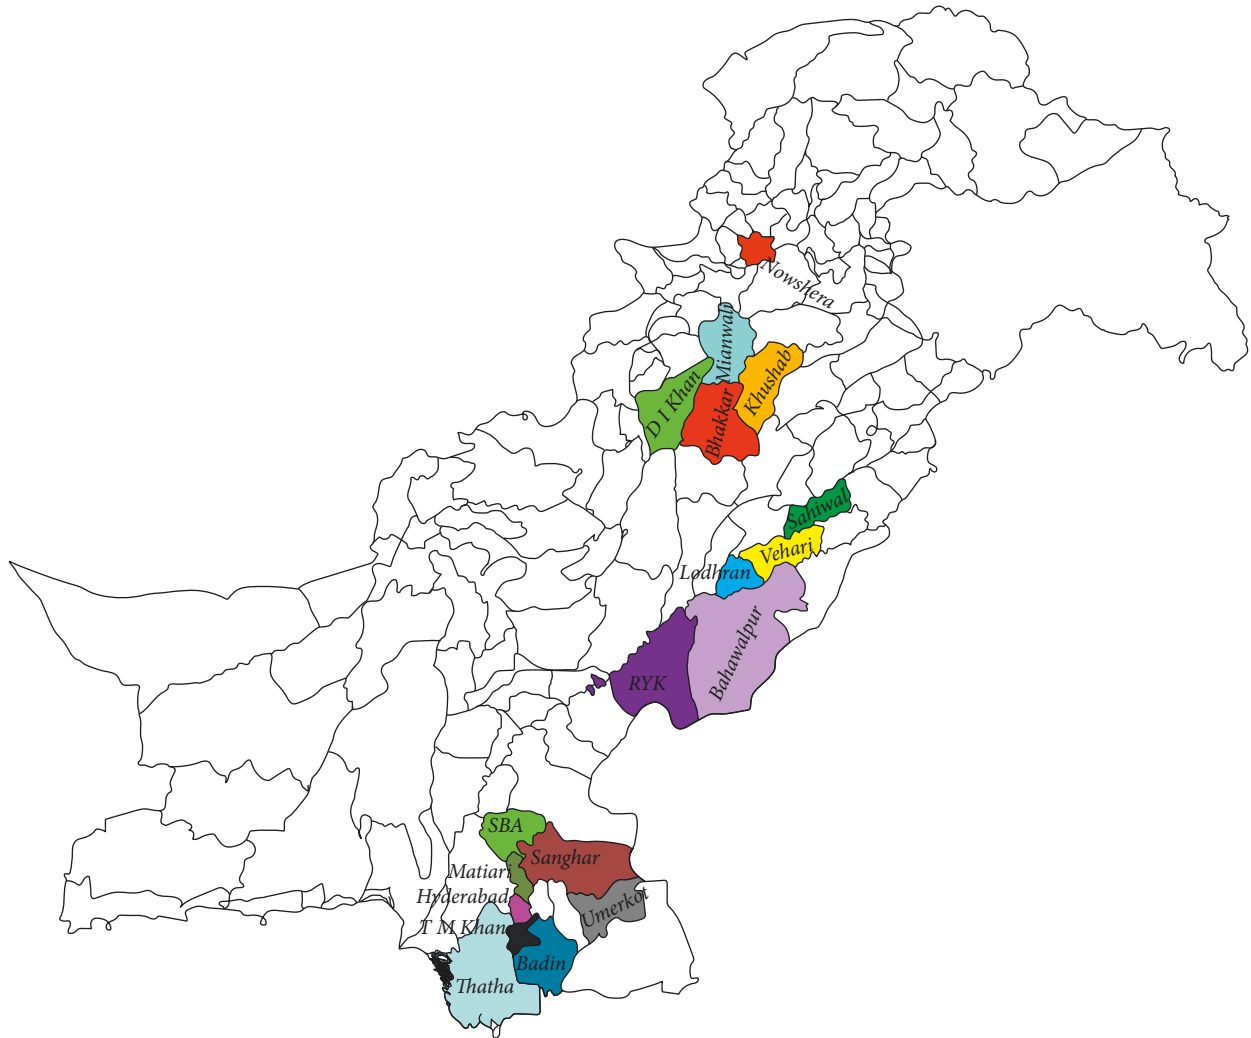 Nowshera
Mianwali
Khushab
D I Khan
Bhakkar
Sahiwal
Vehari
Lodhran
Bahawalpur
RYK
SBA
Sanghar
Matiari
Hyderabad
Umerkot
T M Khan
Badin
Thatha